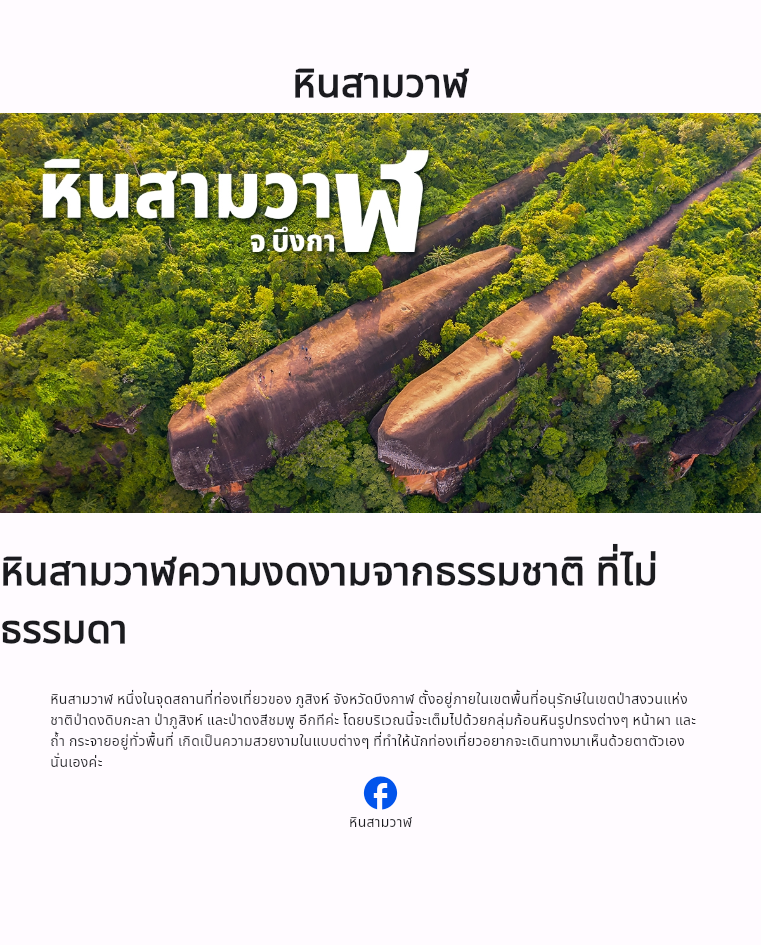 หินสามวาฬ
หินสามวาฬ
จ บึงกา
หินสามวาฬความงดงามจากธรรมชาติ ที่ไม่
ธรรมดา
หินสามวาฬ หนึ่งในจุดสถานที่ท่องเที่ยวของ ภูสิงห์ จังหวัดบึงกาฬ ตั้งอยู่ภายในเขตพื้นที่อนุรักษ์ในเขตป่าสงวนแห่ง
ชาติป่าดงดิบกะลา ป่าภูสิงห์ และป่าดงสีชมพู อีกทีค่ะ โดยบริเวณนี้จะเต็มไปด้วยกลุ่มก้อนหินรูปทรงต่างๆ หน้าผา และ
ถ้ำ กระจายอยู่ทั่วพื้นที่ เกิดเป็นความสวยงามในแบบต่างๆ ที่ทำให้นักท่องเที่ยวอยากจะเดินทางมาเห็นด้วยตาตัวเอง
นั่นเองค่ะ
หินสามวาฬ